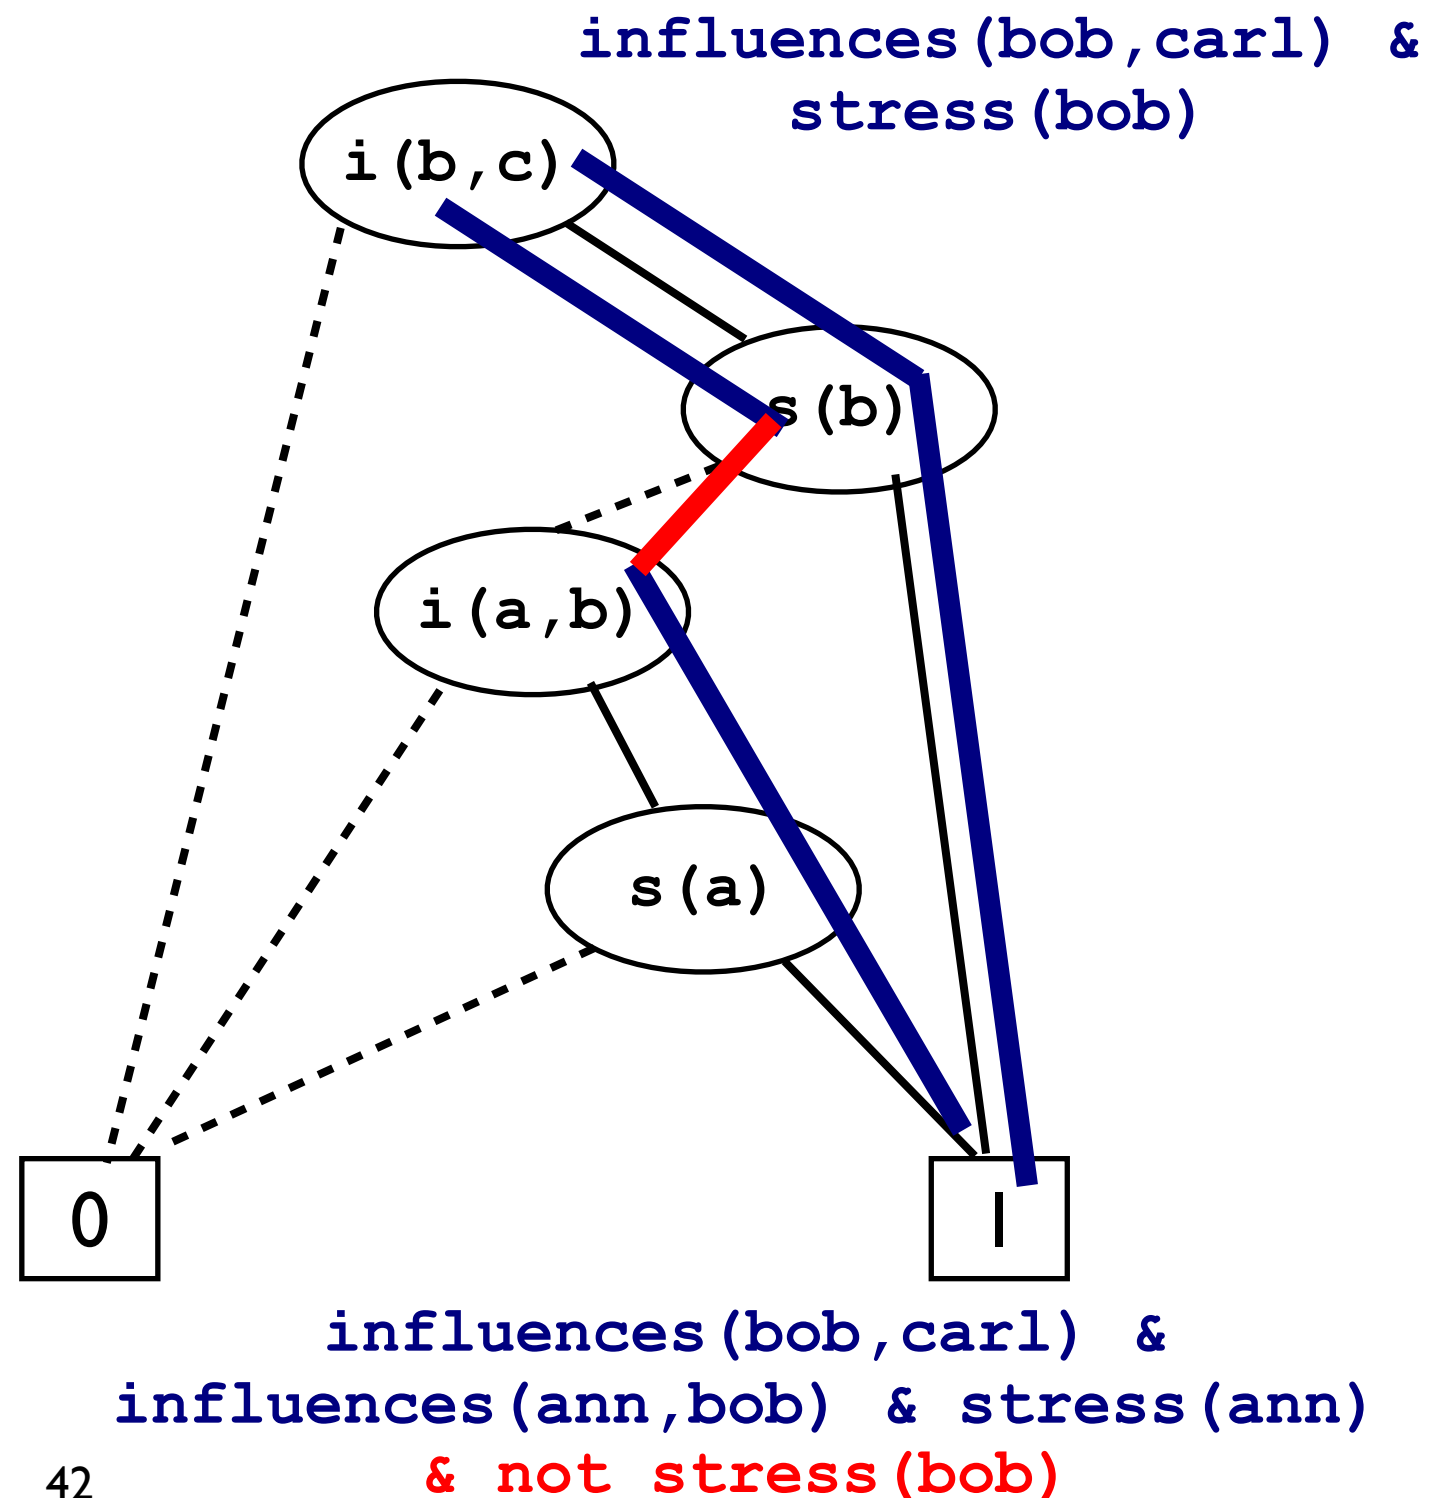 influences(bob,carl) &
stress(bob)
i(b,c)
s(b)
i(a,b)
s(a)
0
1
influences(bob,carl) &
influences(ann,bob) & stress(ann)
& not stress(bob)
42